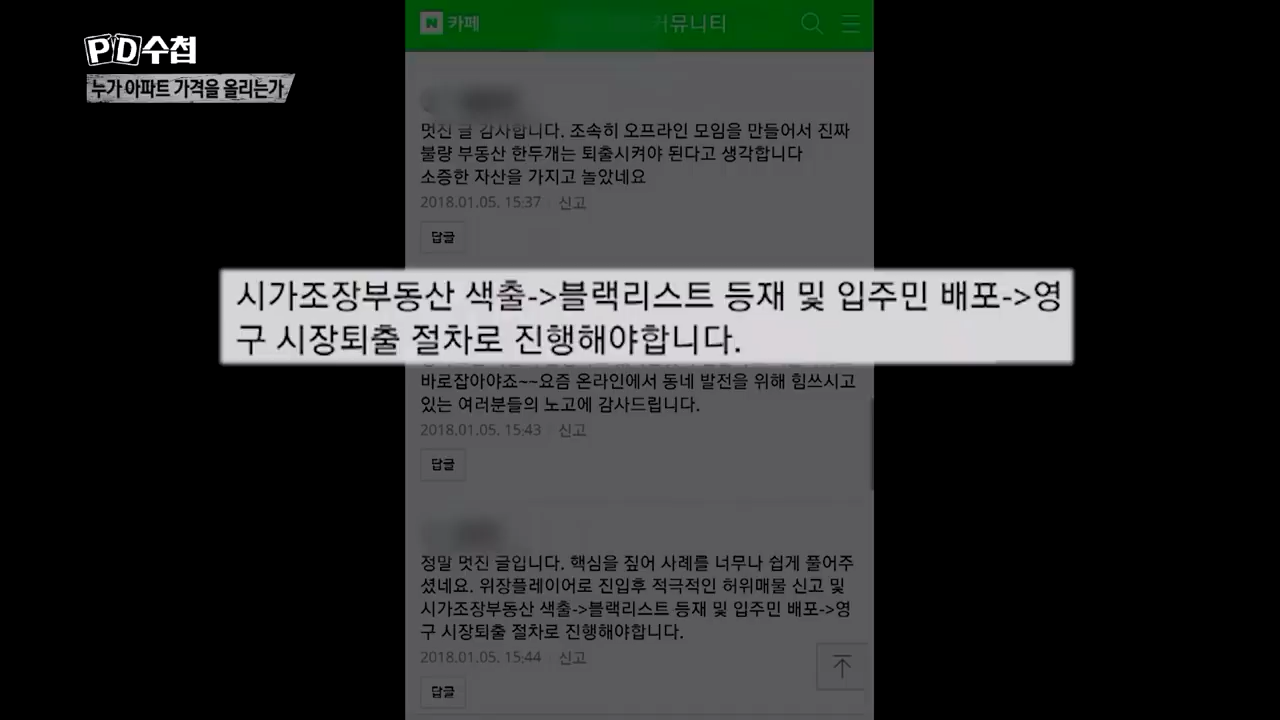 PD수첩
누가 아파트 가격을 올리는가
N 카페
커뮤니티
멋진 글 감사합니다. 조속히 오프라인 모임을 만들어서 진짜
불량 부동산 한두개는 퇴출시켜야 된다고 생각합니다
소증한 자산을 가지고 놀았네요
2018.01.05. 15:37 신고
답글
시가조장부동산 색출->블랙리스트 등재 및 입주민 배포->영
구 시장퇴출 절차로 진행해야합니다.
바로잡아야죠~~요즘 온라인에서 동네 발전을 위해 힘쓰시고
있는 여러분들의 노고에 감사드립니다.
2018.01.05. 15:43 신고
답글
정말 멋진 글입니다. 핵심을 짚어 사례를 너무나 쉽게 풀어주
셨네요. 위장플레이어로 진입후 적극적인 허위매물 신고 및
시가조장부동산 색출->블랙리스트 등재 및 입주민 배포->영
구 시장퇴출 절차로 진행해야합니다.
2018.01.05. 15:44 신고
답글